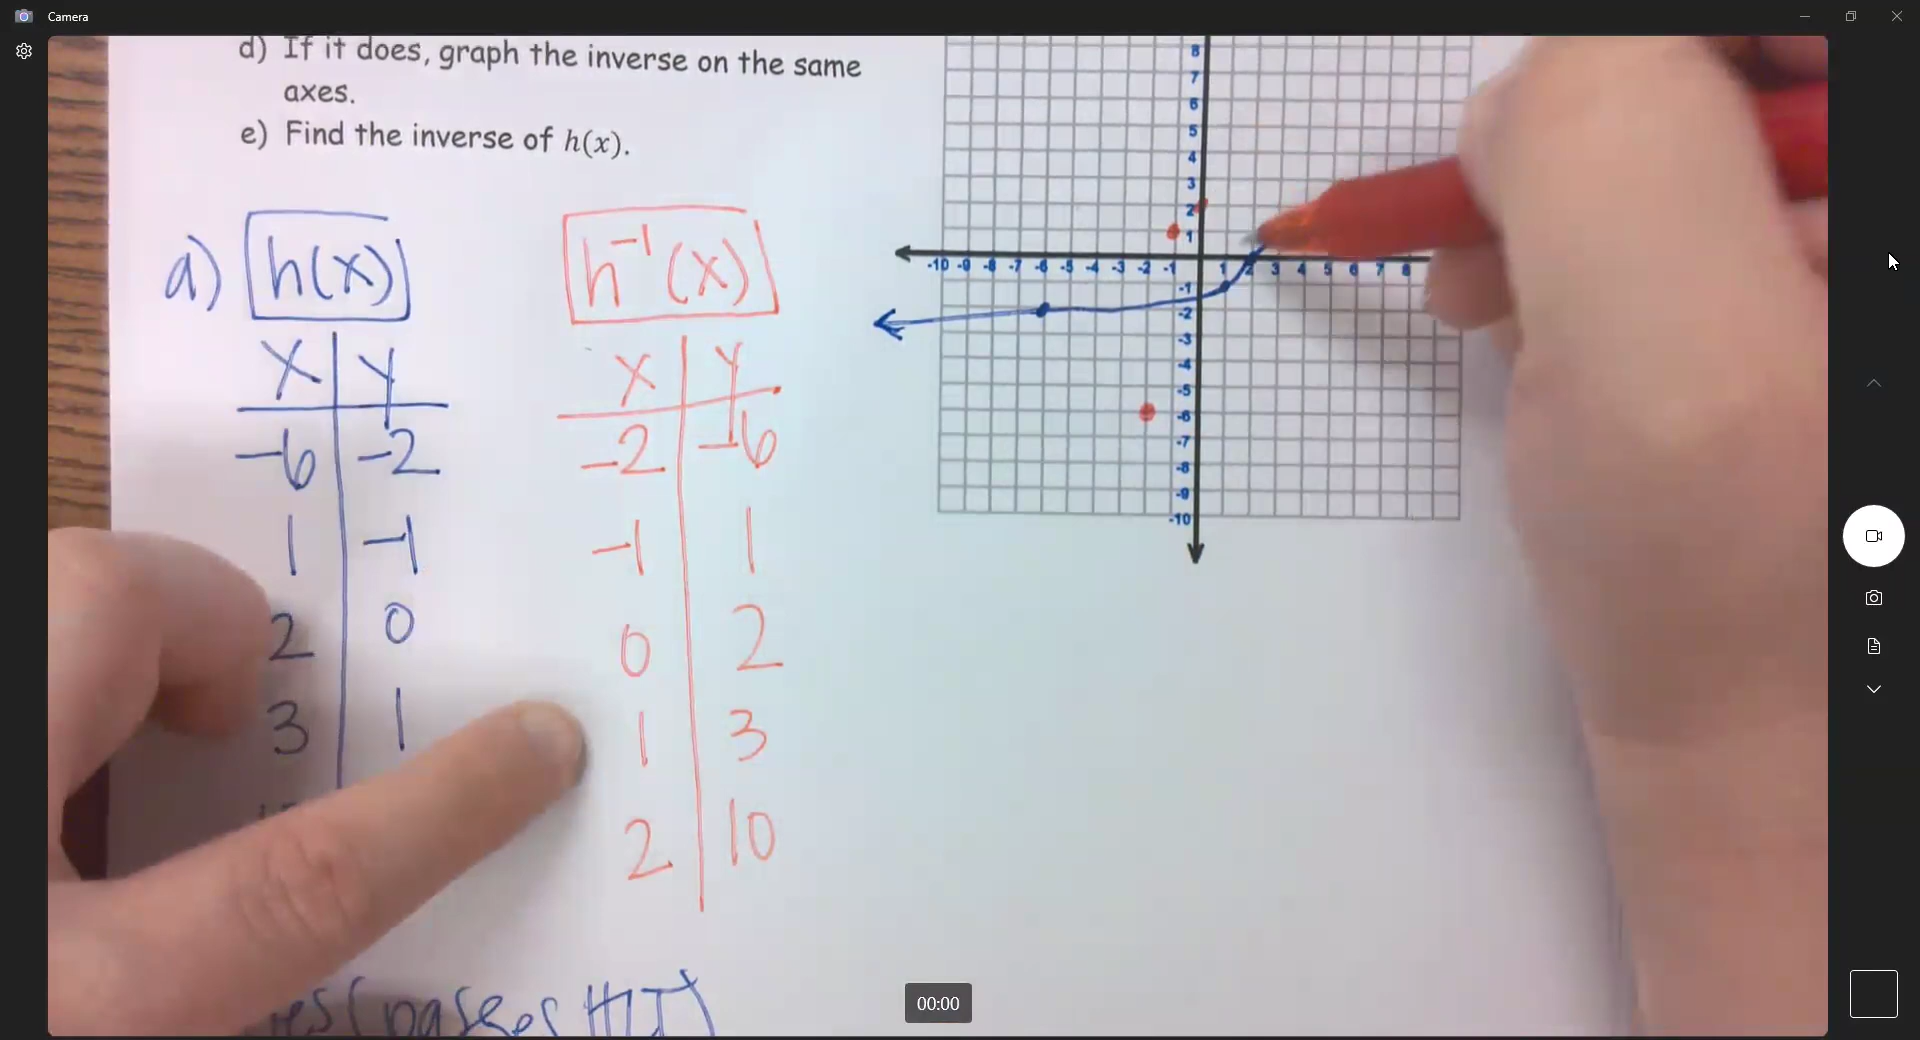 Camera
d) If it does, graph the inverse on the same
axes.
e) Find the inverse of h(x).
a) h(x)
x y
-6 -2
1 -1
2 0
3 1
h⁻¹(x)
x y
-2 -6
-1 1
0 2
1 3
2 10
8
7
6
5
4
3
2
1
-10 -9 -8 -7 -6 -5 -4 -3 -2 -1 1 2 3 4 5 6 7 8
-1
-2
-3
-4
-5
-6
-7
-8
-9
-10
(passes HLT)
00:00